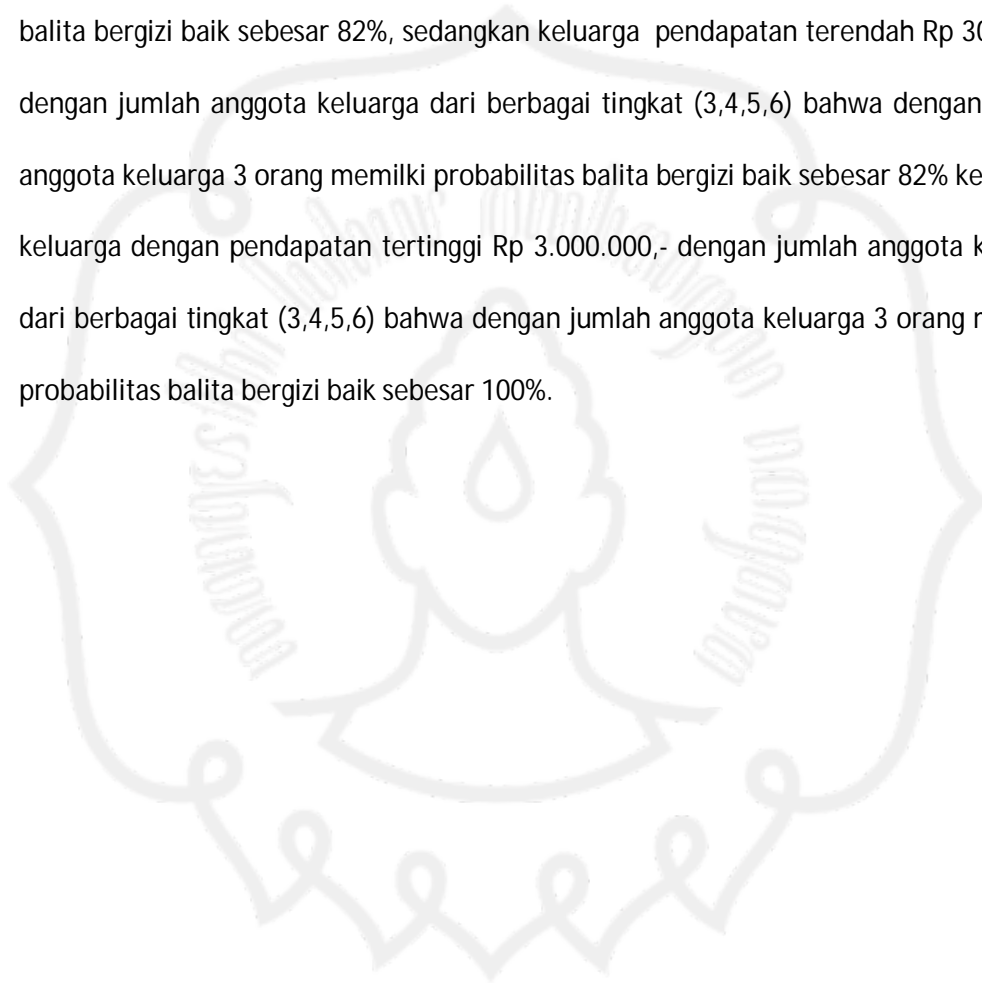 balita bergizi baik sebesar 82%, sedangkan keluarga pendapatan terendah Rp
dengan jumlah anggota keluarga dari berbagai tingkat (3,4,5,6) bahwa dengan
anggota keluarga 3 orang memilki probabilitas balita bergizi baik sebesar 82%
keluarga dengan pendapatan tertinggi Rp 3.000.000,- dengan jumlah anggota
dari berbagai tingkat (3,4,5,6) bahwa dengan jumlah anggota keluarga 3 orang
probabilitas balita bergizi baik sebesar 100%.